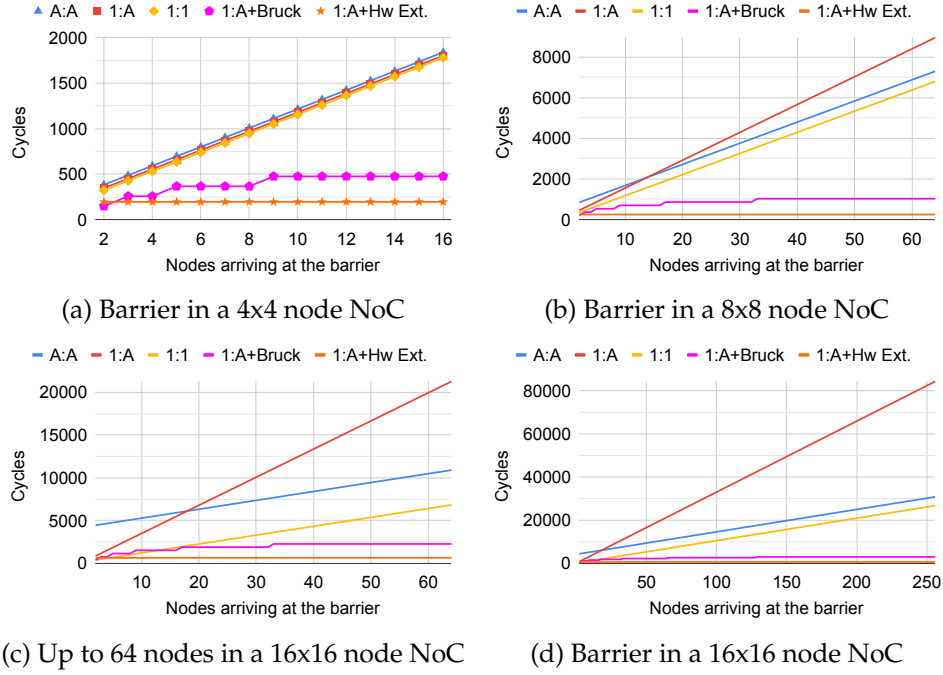 A:A 1:A 1:1 1:A+Bruck 1:A+Hw Ext.
2000
1500
1000
500
0
Cycles
2 4 6 8 10 12 14 16
Nodes arriving at the barrier
(a) Barrier in a 4x4 node NoC
A:A 1:A 1:1 1:A+Bruck 1:A+Hw Ext.
8000
6000
4000
2000
0
Cycles
10 20 30 40 50 60
Nodes arriving at the barrier
(b) Barrier in a 8x8 node NoC
A:A 1:A 1:1 1:A+Bruck 1:A+Hw Ext.
20000
15000
10000
5000
0
Cycles
10 20 30 40 50 60
Nodes arriving at the barrier
(c) Up to 64 nodes in a 16x16 node NoC
A:A 1:A 1:1 1:A+Bruck 1:A+Hw Ext.
80000
60000
40000
20000
0
Cycles
50 100 150 200 250
Nodes arriving at the barrier
(d) Barrier in a 16x16 node NoC